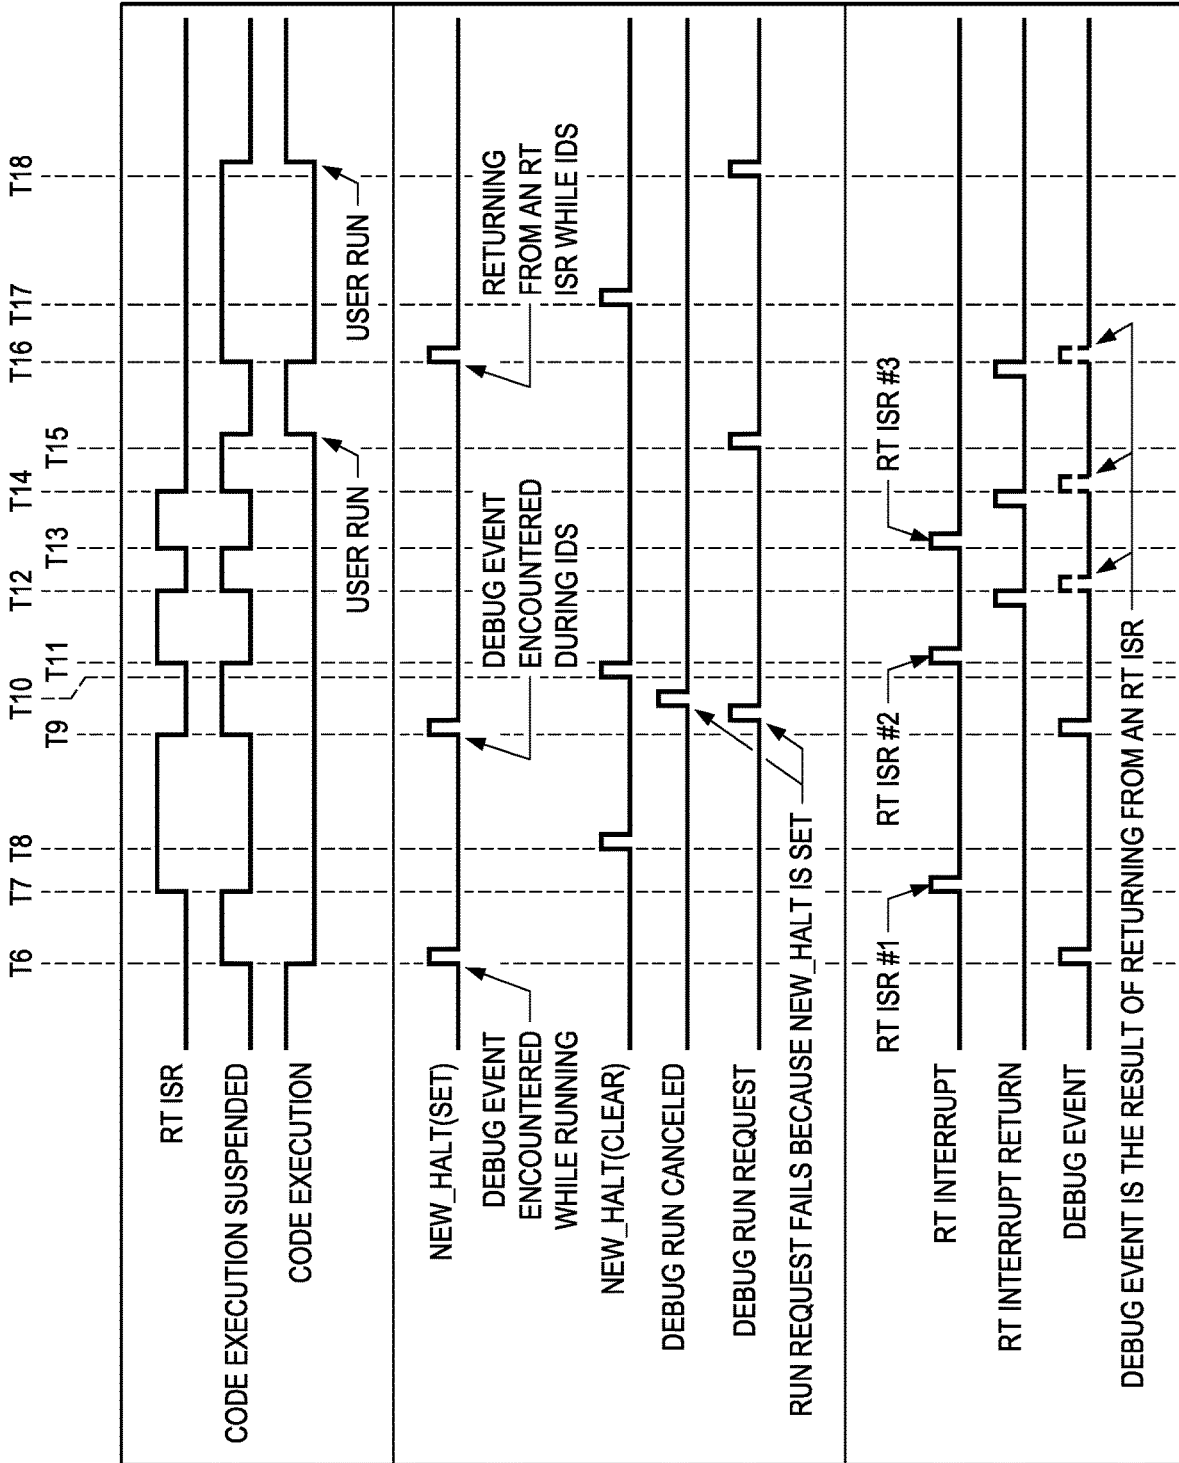 T6
T7
T8
T9
T10
T11
T12
T13
T14
T15
T16
T17
T18
RT ISR
CODE EXECUTION SUSPENDED
CODE EXECUTION
USER RUN
USER RUN
NEW_HALT(SET)
DEBUG EVENT
ENCOUNTERED
WHILE RUNNING
DEBUG EVENT
ENCOUNTERED
DURING IDS
RETURNING
FROM AN RT
ISR WHILE IDS
NEW_HALT(CLEAR)
DEBUG RUN CANCELED
DEBUG RUN REQUEST
RUN REQUEST FAILS BECAUSE NEW_HALT IS SET
RT ISR #1
RT ISR #2
RT ISR #3
RT INTERRUPT
RT INTERRUPT RETURN
DEBUG EVENT
DEBUG EVENT IS THE RESULT OF RETURNING FROM AN RT ISR